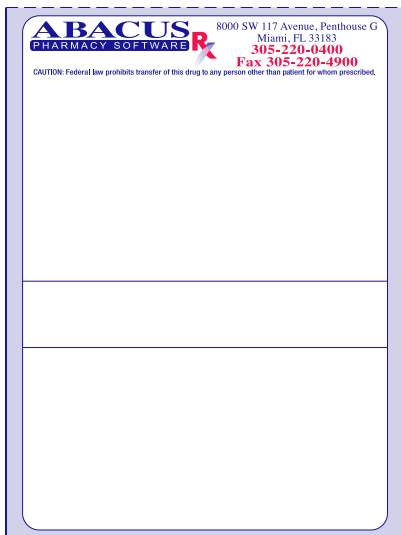 ABACUS Rx
PHARMACY SOFTWARE
8000 SW 117 Avenue, Penthouse G
Miami, FL 33183
305-220-0400
Fax 305-220-4900
CAUTION: Federal law prohibits transfer of this drug to any person other than patient for whom prescribed.